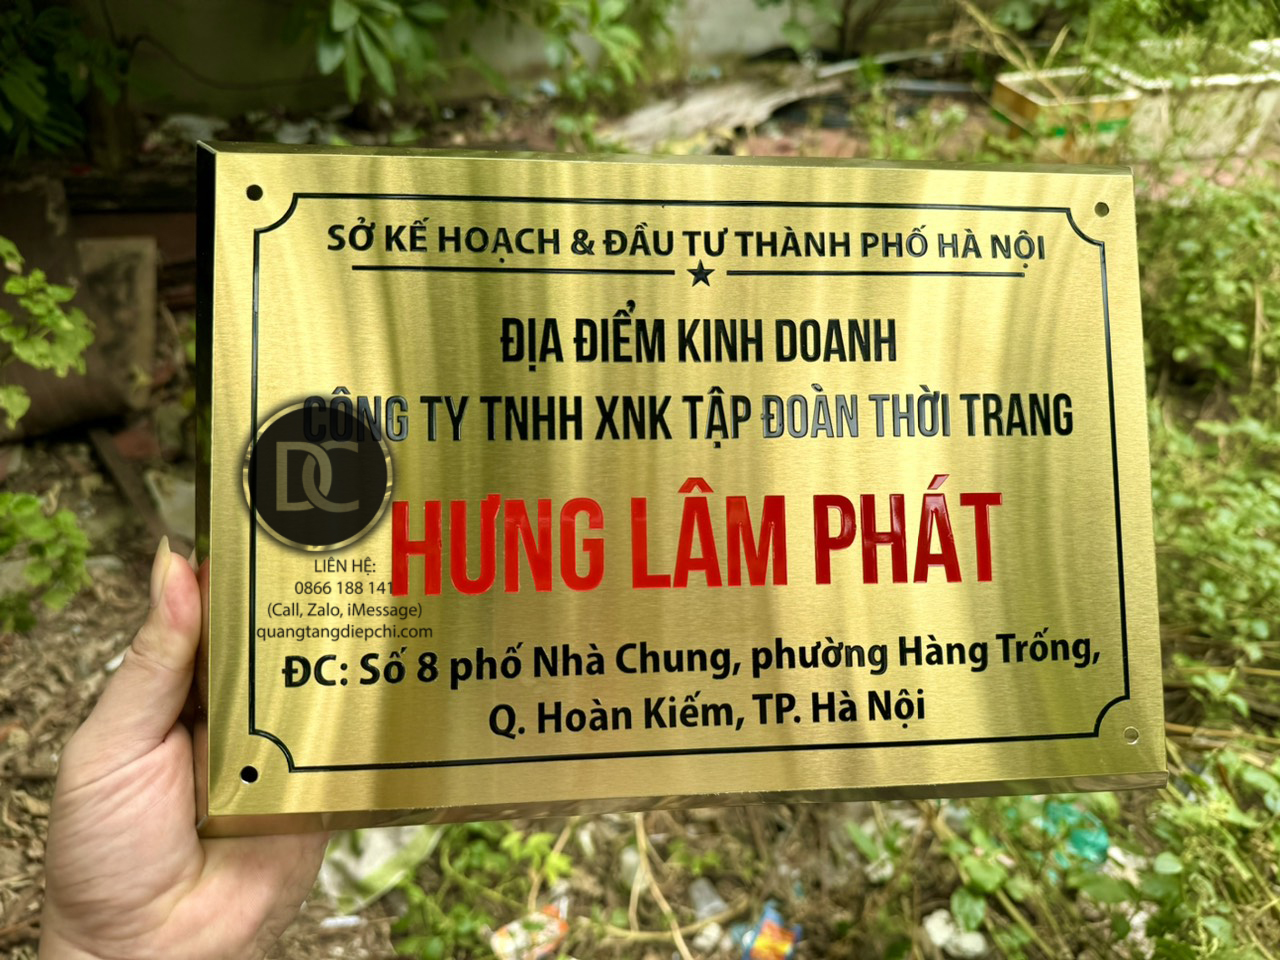 SỞ KẾ HOẠCH & ĐẦU TƯ THÀNH PHỐ HÀ NỘI
ĐỊA ĐIỂM KINH DOANH
CÔNG TY TNHH XNK TẬP ĐOÀN THỜI TRANG
HƯNG LÂM PHÁT
ĐC: Số 8 phố Nhà Chung, phường Hàng Trống,
Q. Hoàn Kiếm, TP. Hà Nội
DC
LIÊN HỆ:
0866 188 141
(Call, Zalo, iMessage)
quangtangdiepchi.com